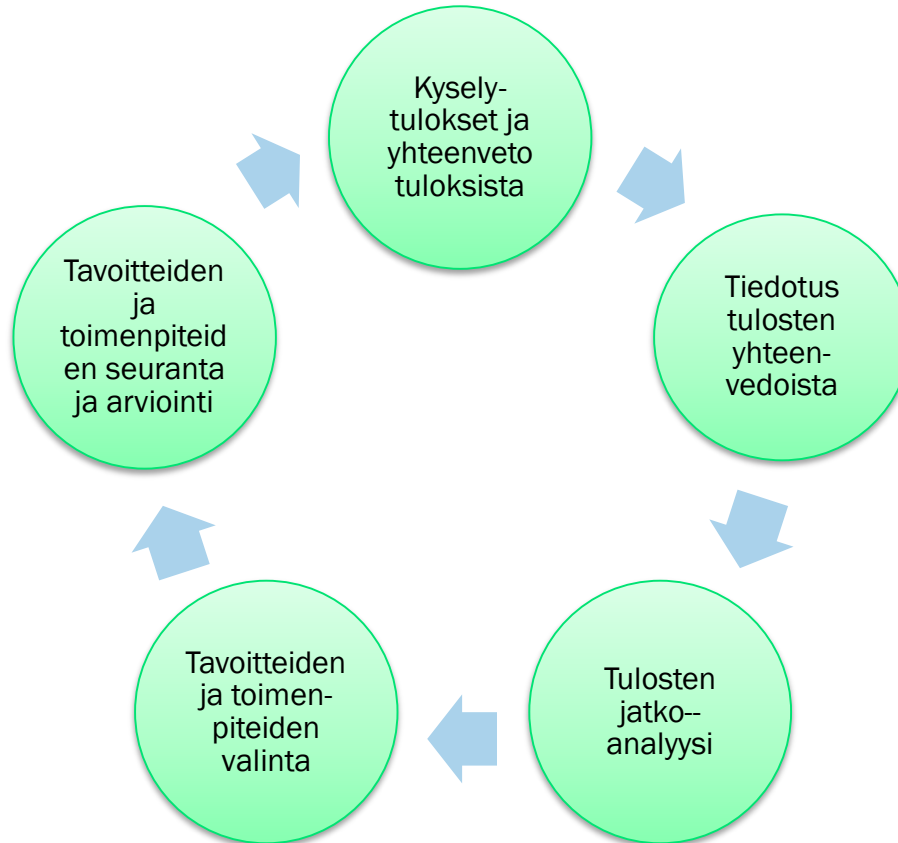 Kysely-
tulokset ja
yhteenveto
tuloksista
Tiedotus
tulosten
yhteen-
vedoista
Tulosten
jatko--
analyysi
Tavoitteiden
ja toimen-
piteiden
valinta
Tavoitteiden
ja
toimenpiteid
en seuranta
ja arviointi